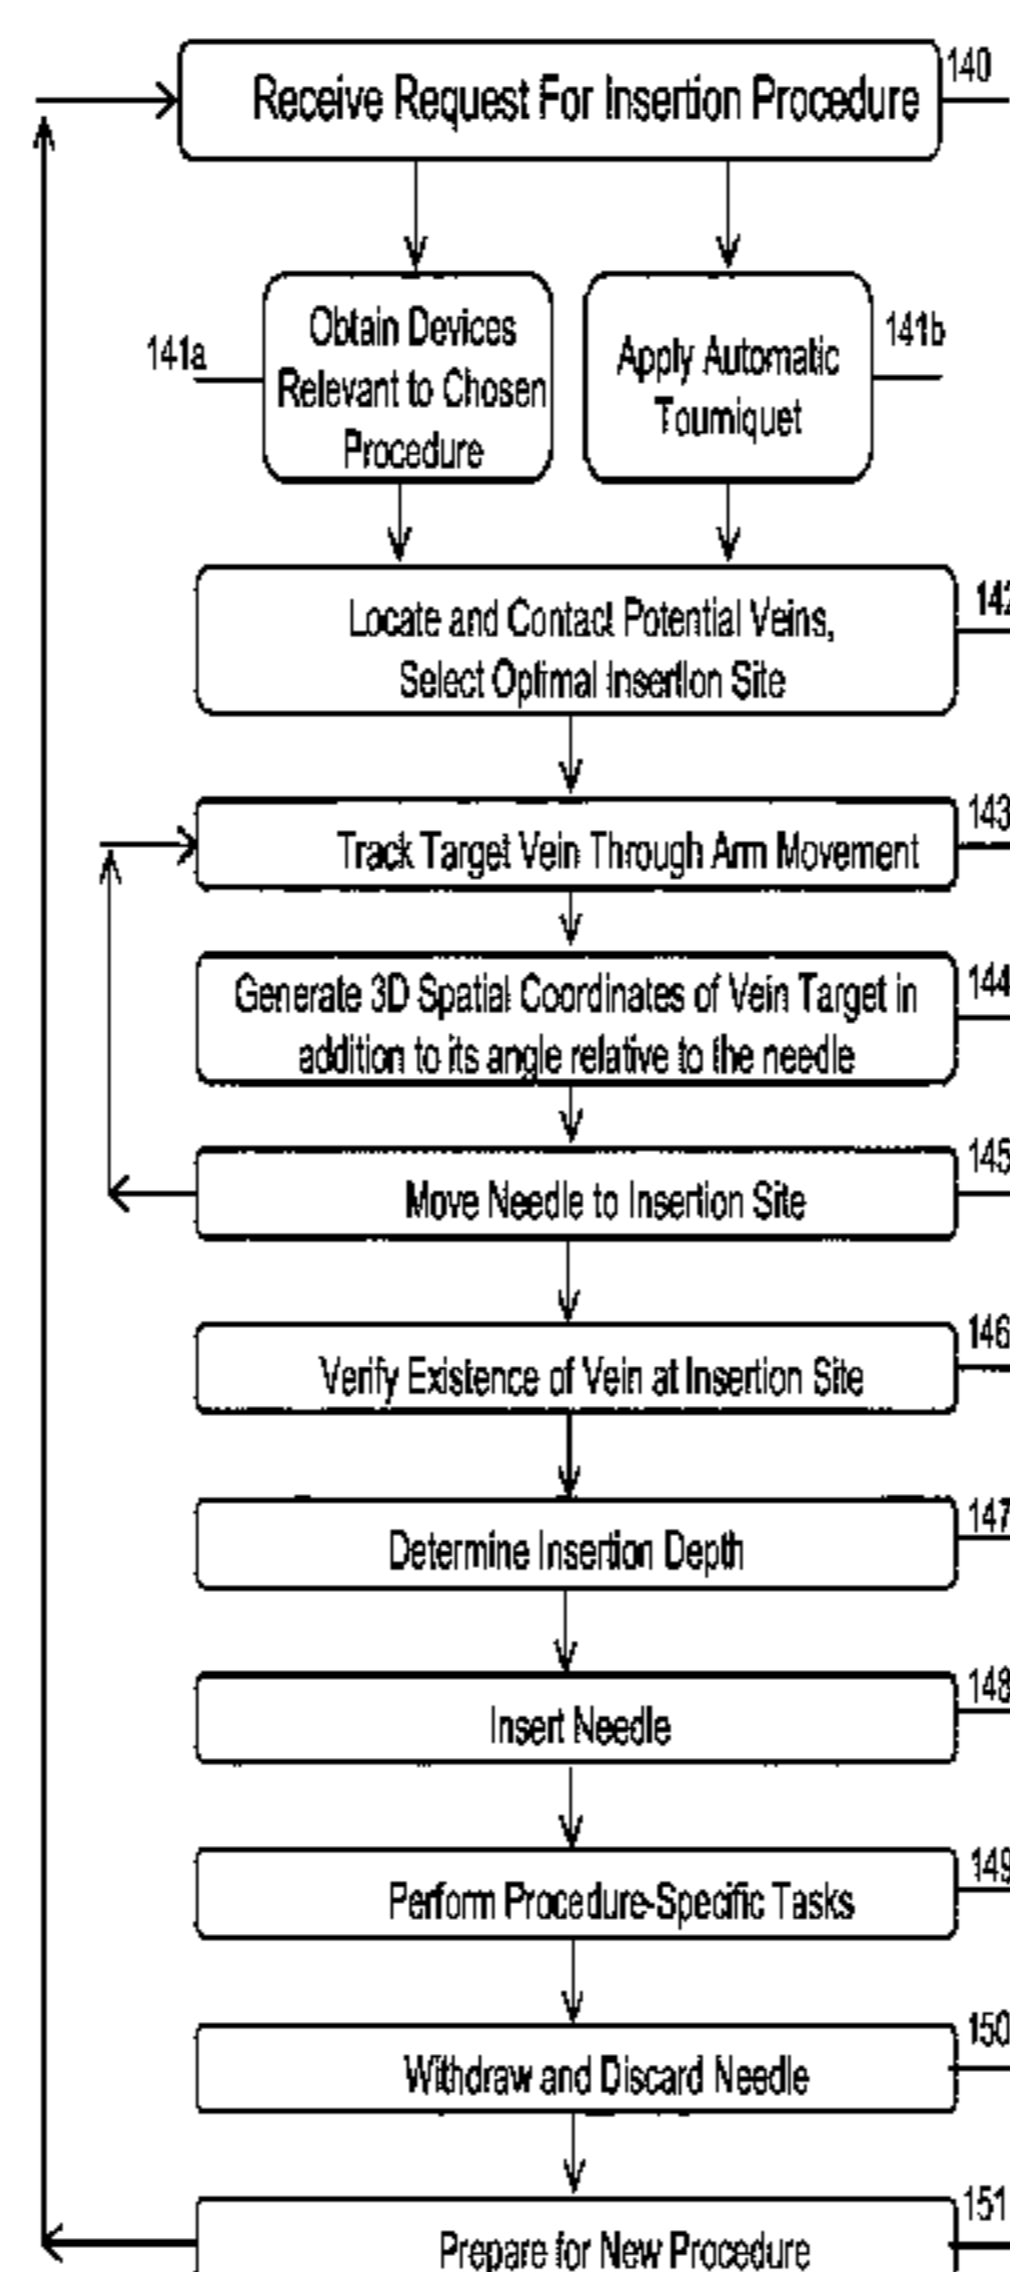 Receive Request For Insertion Procedure
140
141a
Obtain Devices
Relevant to Chosen
Procedure
Apply Automatic
Tourniquet
141b
Locate and Contact Potential Veins,
Select Optimal Insertion Site
142
Track Target Vein Through Arm Movement
143
Generate 3D Spatial Coordinates of Vein Target in
addition to its angle relative to the needle
144
Move Needle to Insertion Site
145
Verify Existence of Vein at Insertion Site
146
Determine Insertion Depth
147
Insert Needle
148
Perform Procedure-Specific Tasks
149
Withdraw and Discard Needle
150
Prepare for New Procedure
151